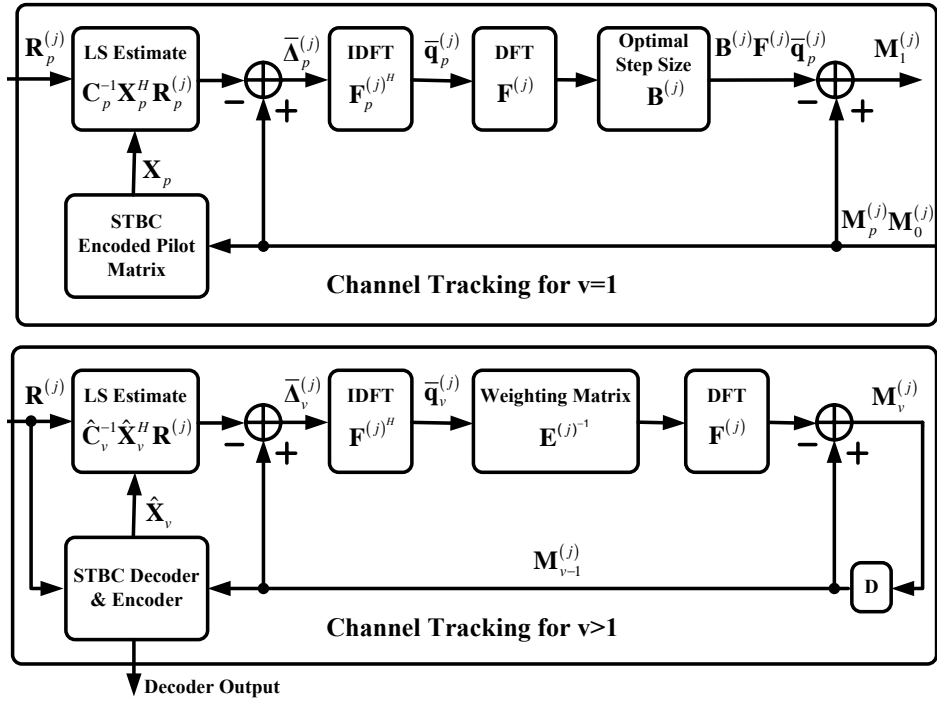 R_p^{(j)}
LS Estimate
C_p^{-1} X_p^H R_p^{(j)}
−
+
Δ̅_p^{(j)}
IDFT
F_p^{(j)^H}
q̅_p^{(j)}
DFT
F^{(j)}
Optimal
Step Size
B^{(j)}
B^{(j)} F^{(j)} q̅_p^{(j)}
−
+
M_1^{(j)}
X_p
STBC
Encoded Pilot
Matrix
M_p^{(j)} M_0^{(j)}
Channel Tracking for v=1
R^{(j)}
LS Estimate
Ĉ_v^{-1} X̂_v^H R^{(j)}
−
+
Δ̅_v^{(j)}
IDFT
F^{(j)^H}
q̅_v^{(j)}
Weighting Matrix
E^{(j)^{-1}}
DFT
F^{(j)}
−
+
M_v^{(j)}
X̂_v
STBC Decoder
& Encoder
M_{v-1}^{(j)}
D
Channel Tracking for v>1
Decoder Output